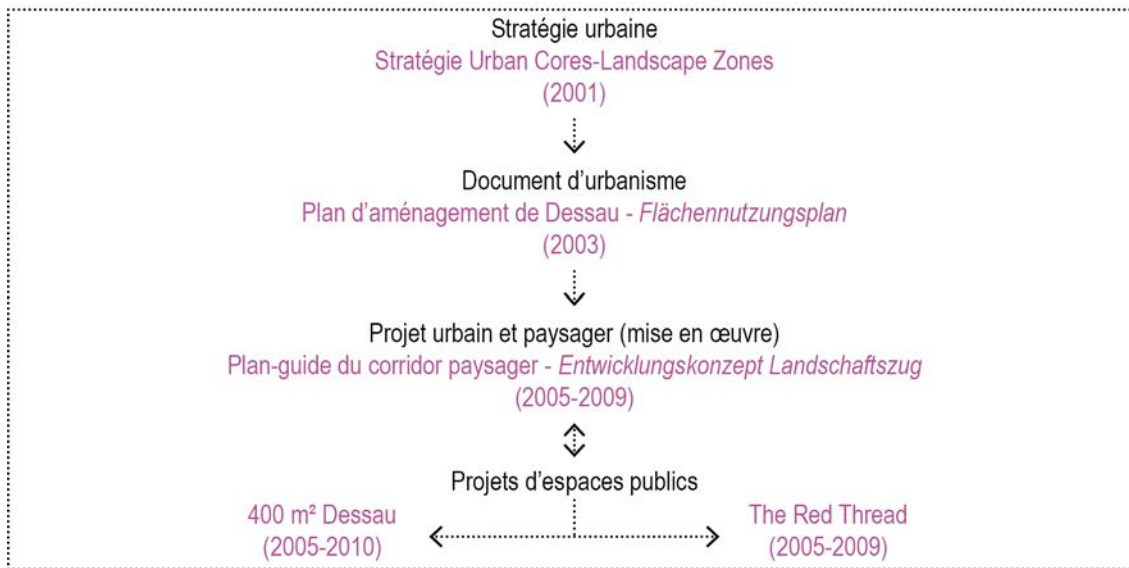 Stratégie urbaine
Stratégie Urban Cores-Landscape Zones
(2001)
Document d’urbanisme
Plan d’aménagement de Dessau - Flächennutzungsplan
(2003)
Projet urbain et paysager (mise en œuvre)
Plan-guide du corridor paysager - Entwicklungskonzept Landschaftszug
(2005-2009)
Projets d’espaces publics
400 m² Dessau
(2005-2010)
The Red Thread
(2005-2009)